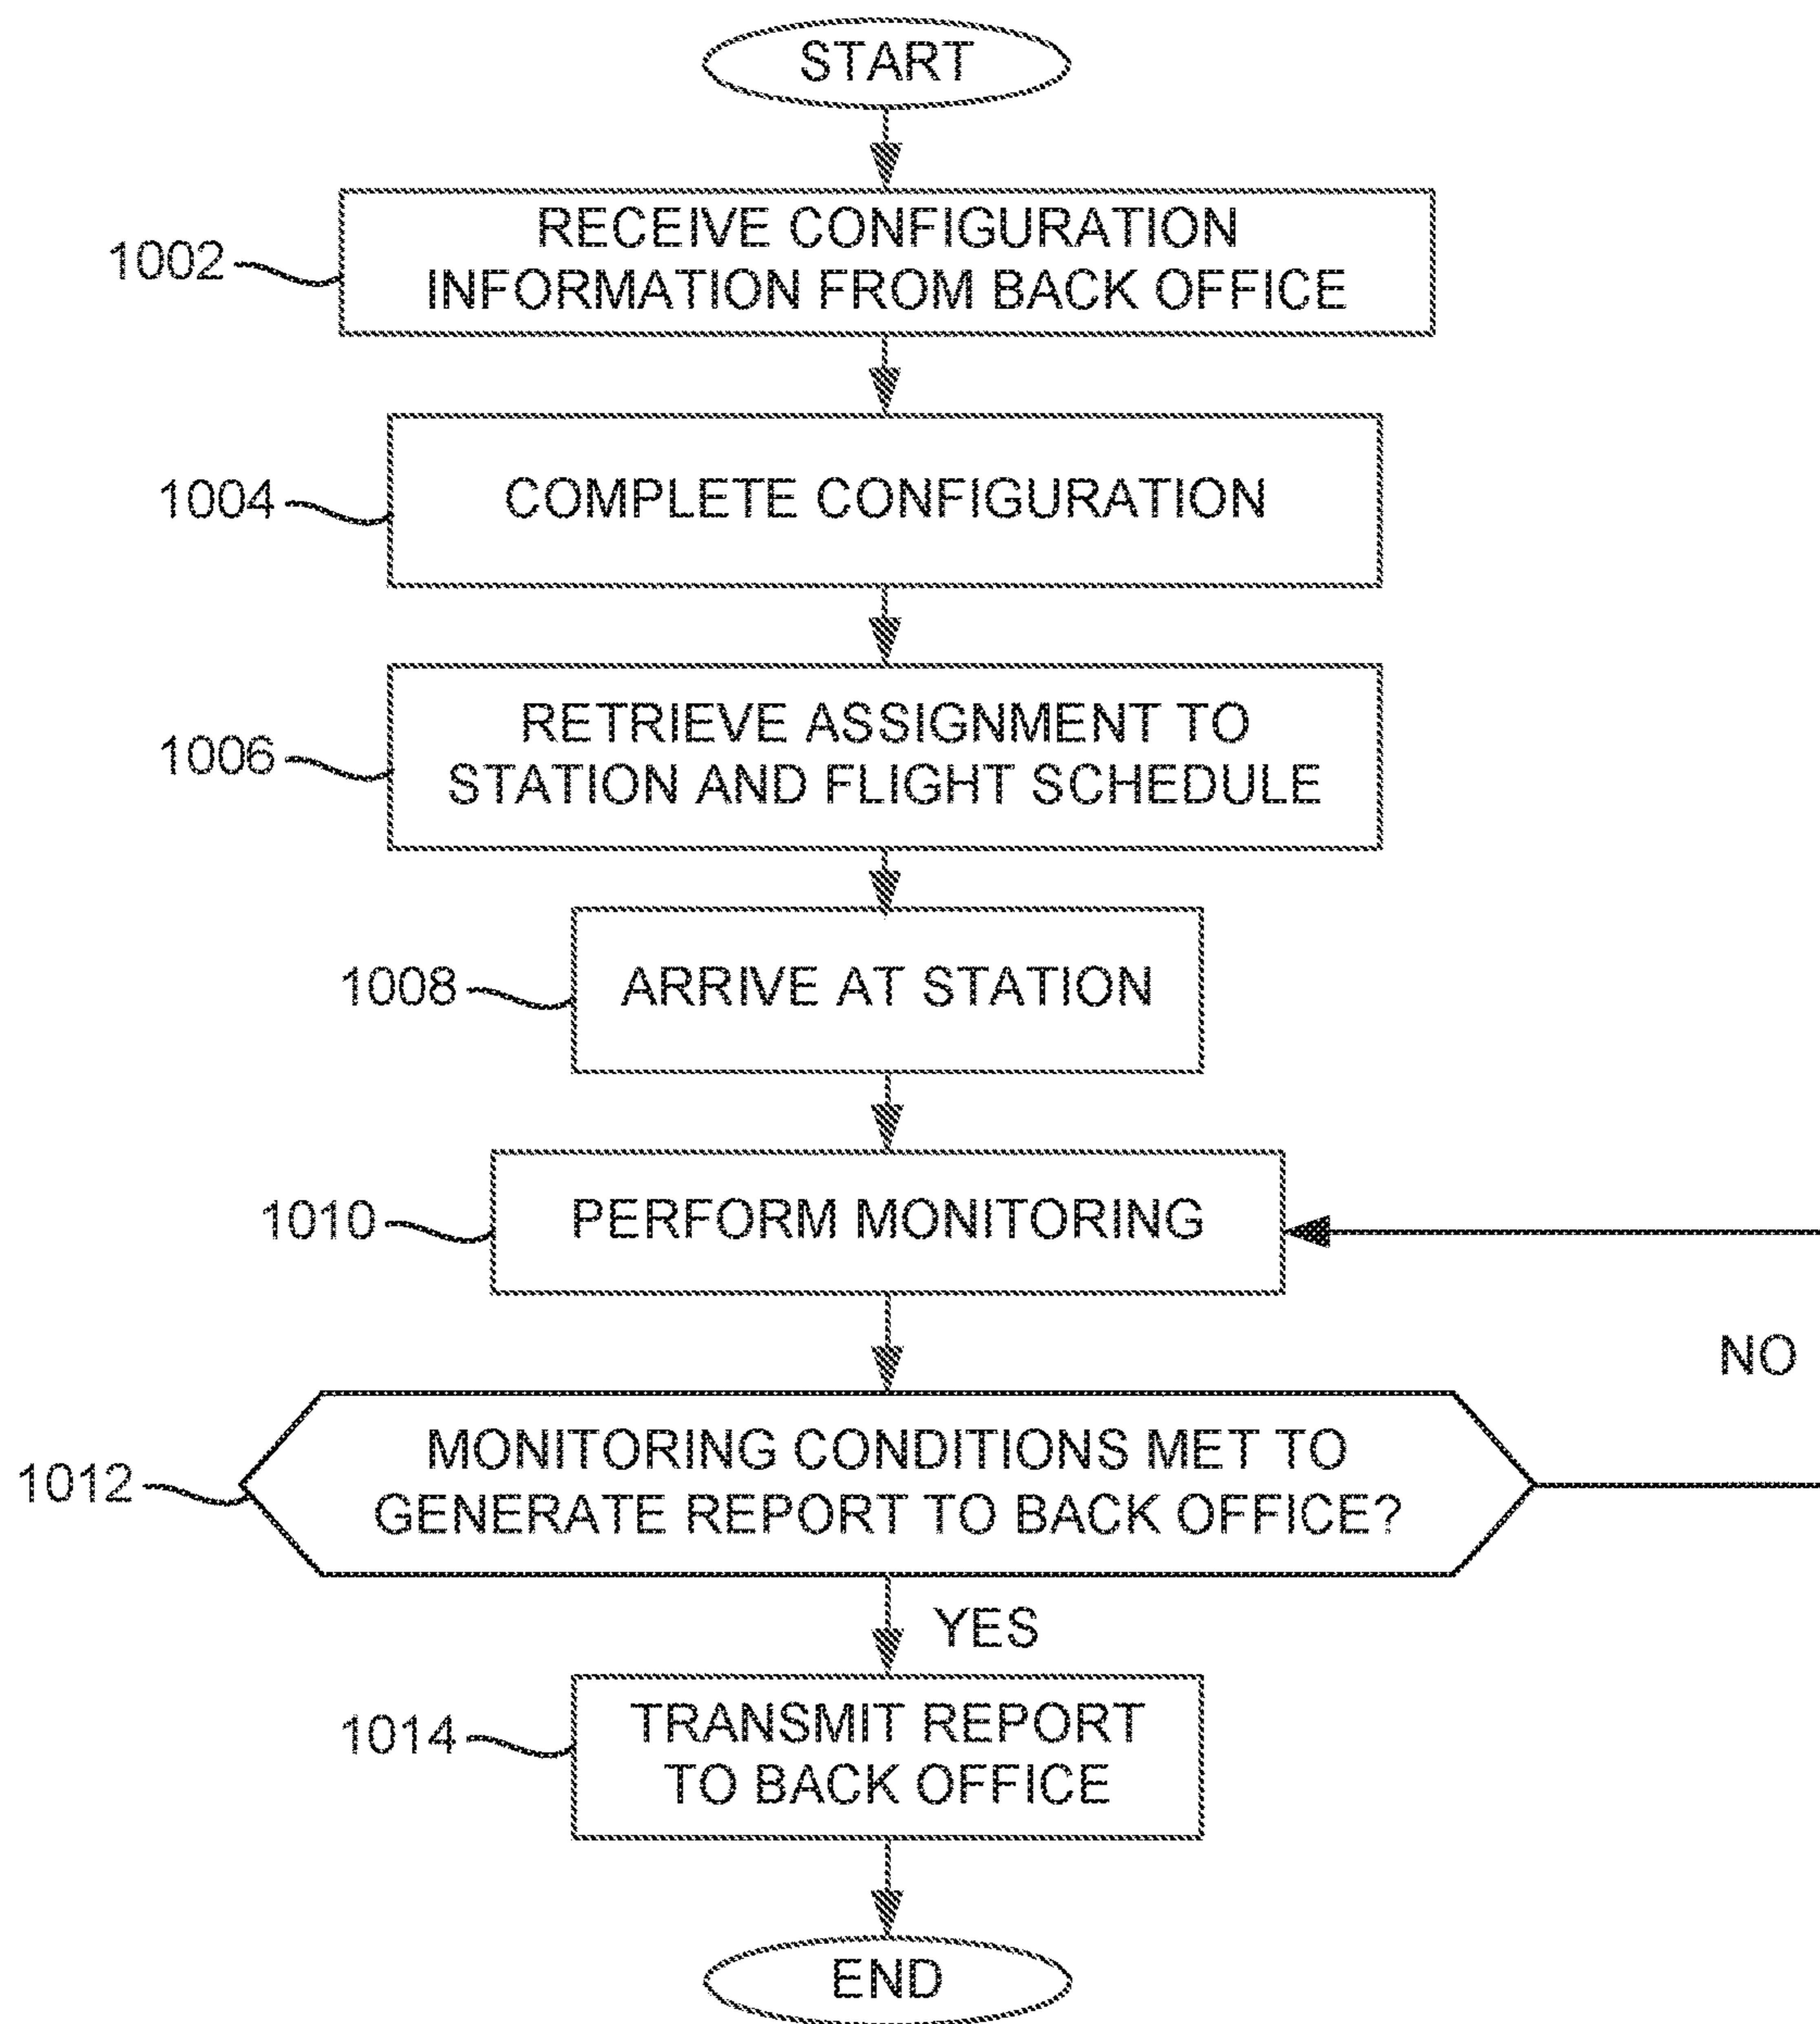 START
1002
RECEIVE CONFIGURATION
INFORMATION FROM BACK OFFICE
1004
COMPLETE CONFIGURATION
1006
RETRIEVE ASSIGNMENT TO
STATION AND FLIGHT SCHEDULE
1008
ARRIVE AT STATION
1010
PERFORM MONITORING
NO
1012
MONITORING CONDITIONS MET TO
GENERATE REPORT TO BACK OFFICE?
YES
1014
TRANSMIT REPORT
TO BACK OFFICE
END